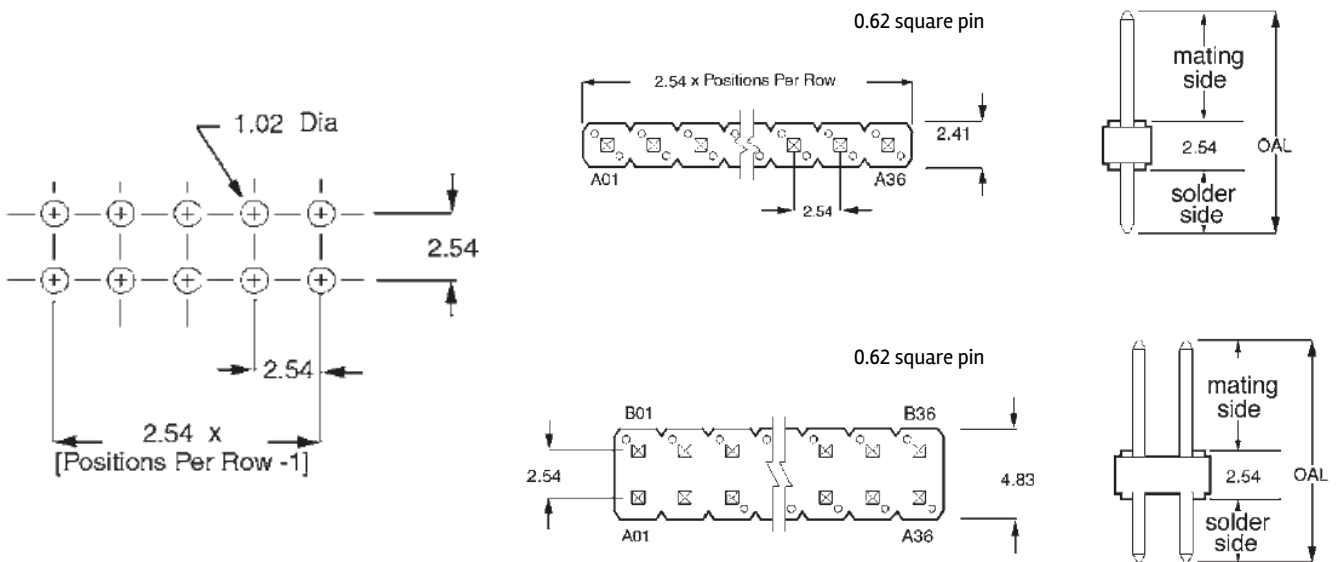 1.02 Dia
2.54
2.54
2.54 x
[Positions Per Row -1]
0.62 square pin
2.54 x Positions Per Row
2.41
A01
A36
2.54
mating
side
2.54
OAL
solder
side
0.62 square pin
B01
B36
2.54
4.83
A01
A36
mating
side
2.54
OAL
solder
side